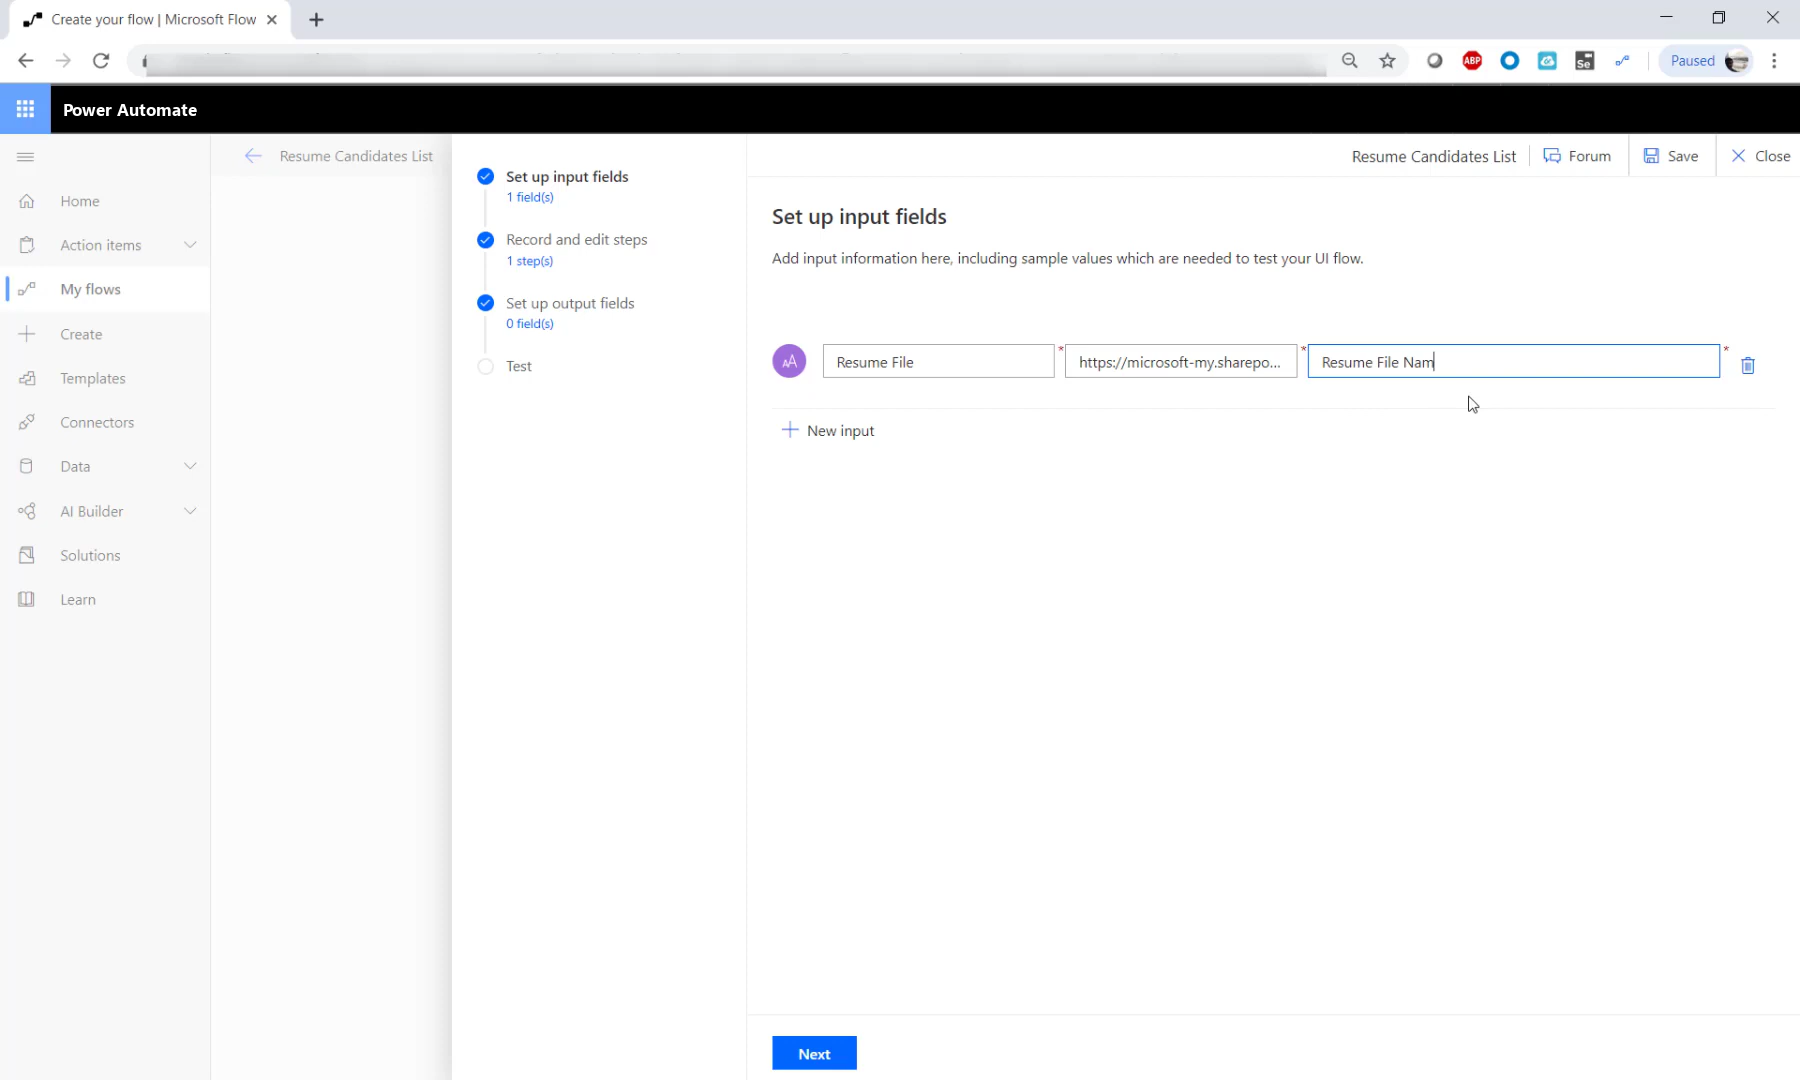 Create your flow | Microsoft Flow
Paused
ABP
Se
Power Automate
Resume Candidates List
Home
Action items
My flows
Create
Templates
Connectors
Data
AI Builder
Solutions
Learn
Set up input fields
1 field(s)
Record and edit steps
1 step(s)
Set up output fields
0 field(s)
Test
Resume Candidates List
Forum
Save
Close
Set up input fields
Add input information here, including sample values which are needed to test your UI flow.
AA
Resume File
*
https://microsoft-my.sharepo...
*
Resume File Nam
*
New input
Next